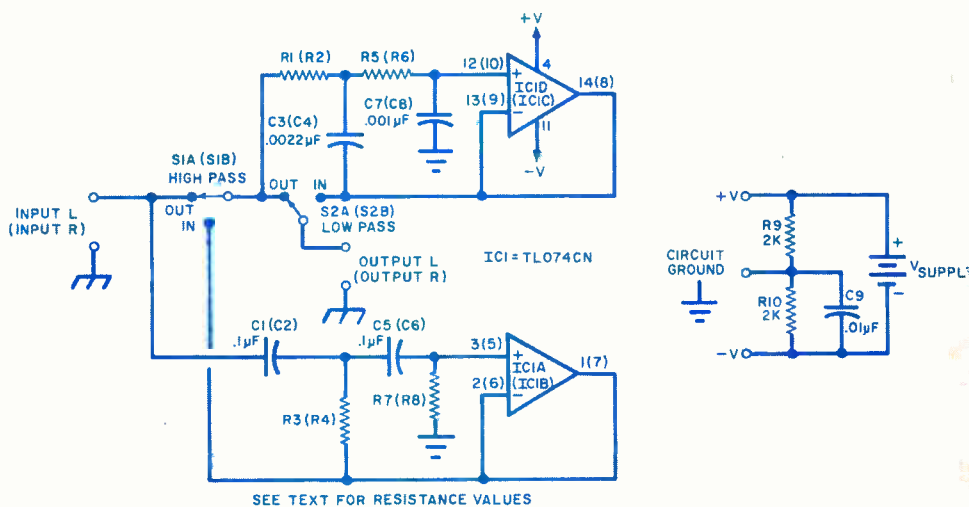 +V
R1(R2)
R5(R6)
12(10)
+
4
IC1D
(IC1C)
14(8)
13(9)
−
11
−V
C3(C4)
.0022µF
C7(C8)
.001µF
S1A (S1B)
HIGH PASS
OUT
IN
OUT
IN
S2A (S2B)
LOW PASS
INPUT L
(INPUT R)
OUTPUT L
(OUTPUT R)
IC1 = TL074CN
C1(C2)
.1µF
C5(C6)
.1µF
3(5)
+
IC1A
(IC1B)
1(7)
2(6)
−
R3(R4)
R7(R8)
SEE TEXT FOR RESISTANCE VALUES
+V
R9
2K
CIRCUIT
GROUND
R10
2K
C9
.01µF
+
VSUPPLY
−
−V